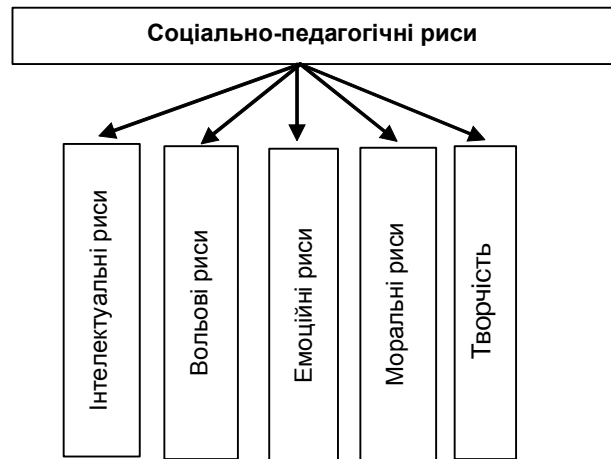 Соціально-педагогічні риси
Інтелектуальні риси
Вольові риси
Емоційні риси
Моральні риси
Творчість